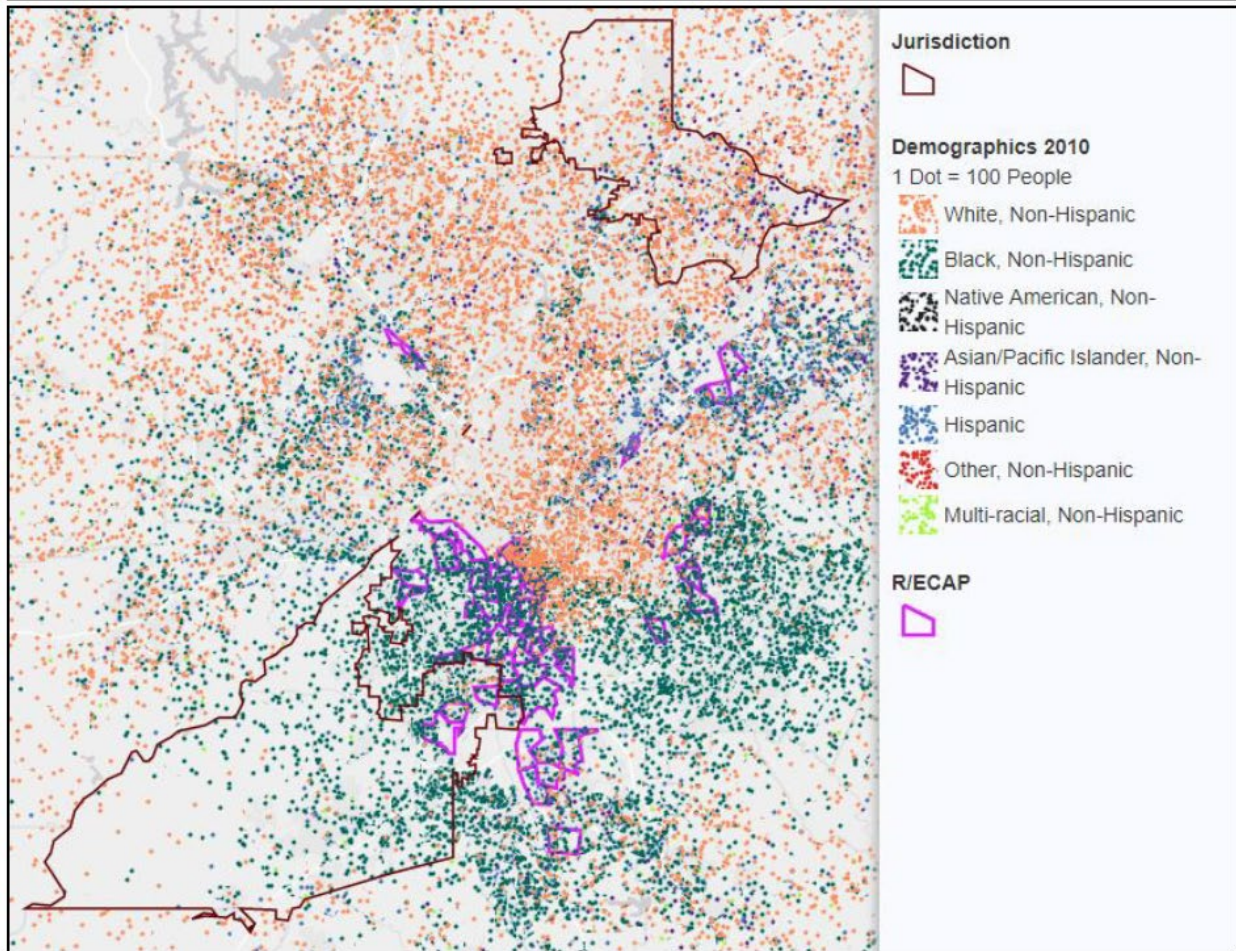 Jurisdiction
Demographics 2010
1 Dot = 100 People
White, Non-Hispanic
Black, Non-Hispanic
Native American, Non-
Hispanic
Asian/Pacific Islander, Non-
Hispanic
Hispanic
Other, Non-Hispanic
Multi-racial, Non-Hispanic
R/ECAP